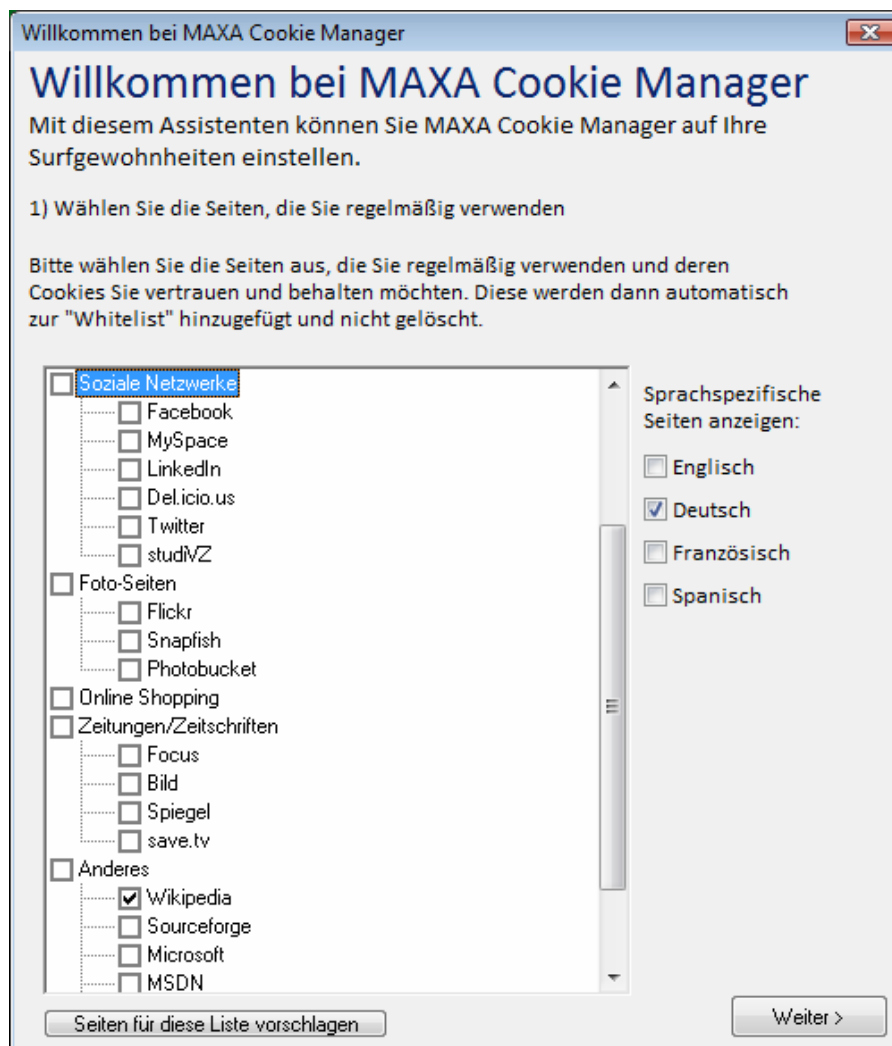 Willkommen bei MAXA Cookie Manager
Willkommen bei MAXA Cookie Manager
Mit diesem Assistenten können Sie MAXA Cookie Manager auf Ihre
Surfgewohnheiten einstellen.
1) Wählen Sie die Seiten, die Sie regelmäßig verwenden
Bitte wählen Sie die Seiten aus, die Sie regelmäßig verwenden und deren
Cookies Sie vertrauen und behalten möchten. Diese werden dann automatisch
zur "Whitelist" hinzugefügt und nicht gelöscht.
Soziale Netzwerke
Facebook
MySpace
LinkedIn
Del.icio.us
Twitter
studiVZ
Foto-Seiten
Flickr
Snapfish
Photobucket
Online Shopping
Zeitungen/Zeitschriften
Focus
Bild
Spiegel
save.tv
Anderes
Wikipedia
Sourceforge
Microsoft
MSDN
Sprachspezifische
Seiten anzeigen:
Englisch
Deutsch
Französisch
Spanisch
Seiten für diese Liste vorschlagen
Weiter >